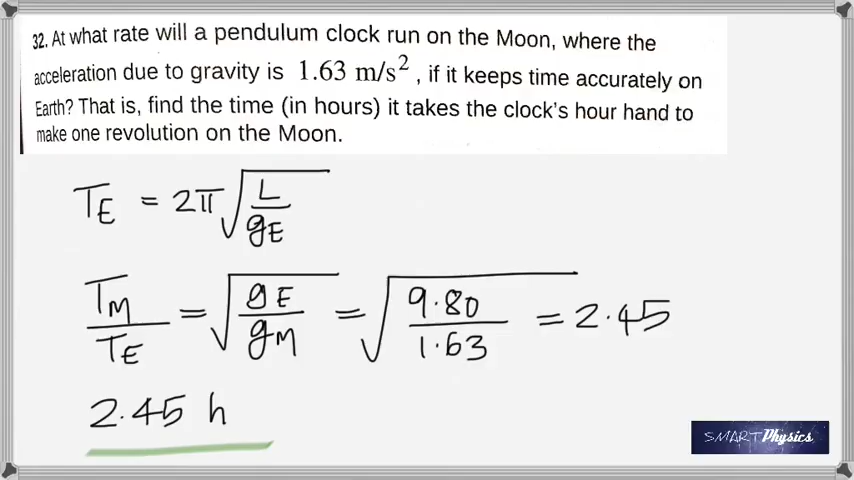 32. At what rate will a pendulum clock run on the Moon, where the
acceleration due to gravity is 1.63 m/s², if it keeps time accurately on
Earth? That is, find the time (in hours) it takes the clock's hour hand to
make one revolution on the Moon.
T_E = 2π √(L/g_E)
T_M/T_E = √(g_E/g_M) = √(9.80/1.63) = 2.45
2.45 h
SMART Physics